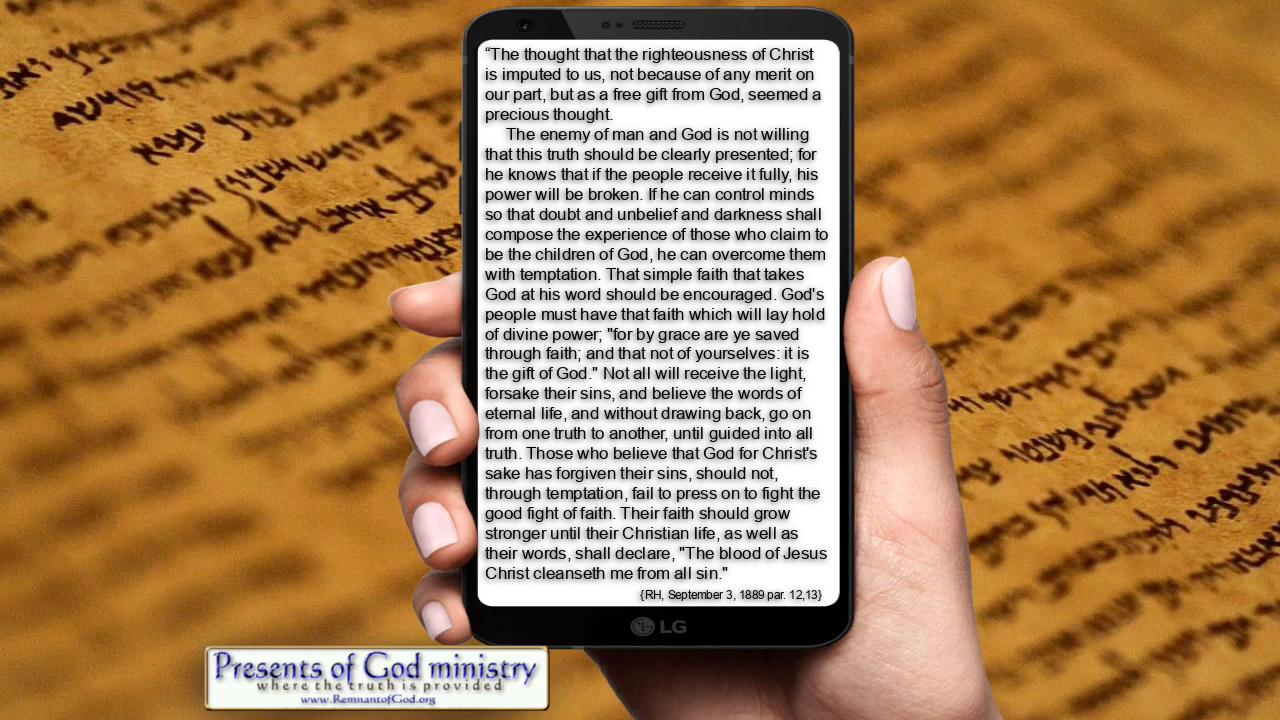 “The thought that the righteousness of Christ
is imputed to us, not because of any merit on
our part, but as a free gift from God, seemed a
precious thought.
The enemy of man and God is not willing
that this truth should be clearly presented; for
he knows that if the people receive it fully, his
power will be broken. If he can control minds
so that doubt and unbelief and darkness shall
compose the experience of those who claim to
be the children of God, he can overcome them
with temptation. That simple faith that takes
God at his word should be encouraged. God's
people must have that faith which will lay hold
of divine power; "for by grace are ye saved
through faith; and that not of yourselves: it is
the gift of God." Not all will receive the light,
forsake their sins, and believe the words of
eternal life, and without drawing back, go on
from one truth to another, until guided into all
truth. Those who believe that God for Christ's
sake has forgiven their sins, should not,
through temptation, fail to press on to fight the
good fight of faith. Their faith should grow
stronger until their Christian life, as well as
their words, shall declare, "The blood of Jesus
Christ cleanseth me from all sin."
{RH, September 3, 1889 par. 12,13}
LG
Presents of God ministry
where the truth is provided
www.RemnantofGod.org